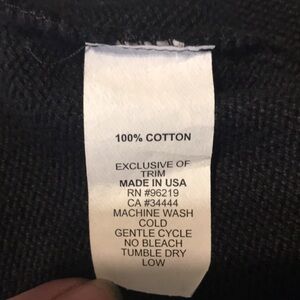 100% COTTON
EXCLUSIVE OF
TRIM
MADE IN USA
RN #96219
CA #34444
MACHINE WASH
COLD
GENTLE CYCLE
NO BLEACH
TUMBLE DRY
LOW